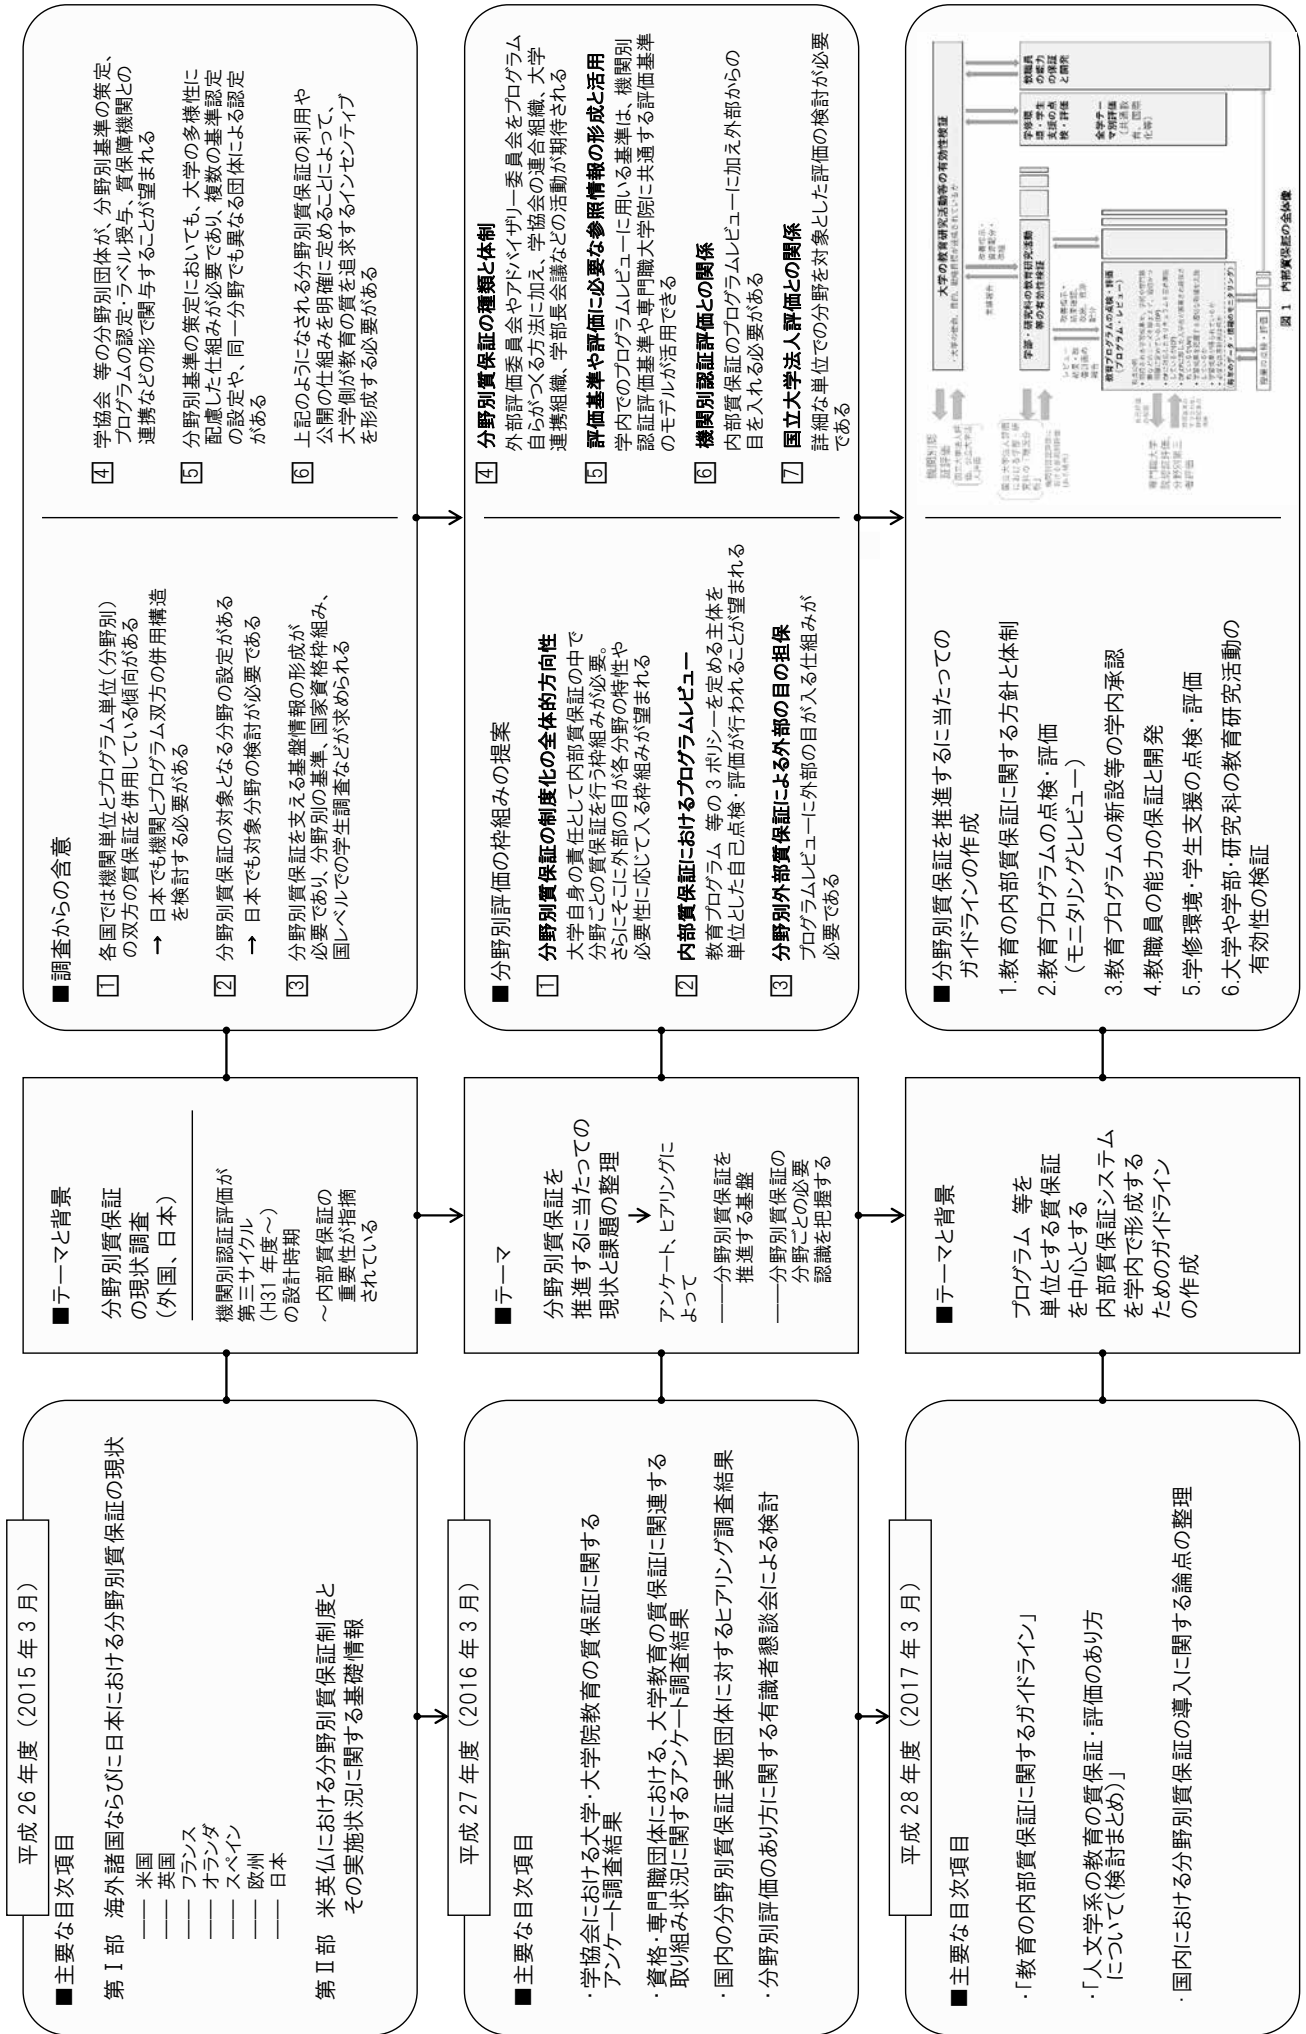 平成 26 年度（2015 年 3 月）
■主要な目次項目
第Ⅰ部 海外諸国ならびに日本における分野別質保証の現状
―― 米国
―― 英国
―― フランス
―― オランダ
―― スペイン
―― 欧州
―― 日本
第Ⅱ部 米英仏における分野別質保証制度と
その実施状況に関する基礎情報
■テーマと背景
分野別質保証
の現状調査
（外国、日本）
機関別認証評価が
第三サイクル
（H31 年度～）
の設計時期
～内部質保証の
重要性が指摘
されている
■調査からの含意
1 各国では機関単位とプログラム単位（分野別）
の双方の質保証を併用している傾向がある
→ 日本でも機関とプログラム双方の併用構造
を検討する必要がある
2 分野別質保証の対象となる分野の設定がある
→ 日本でも対象分野の検討が必要である
3 分野別質保証を支える基盤情報の形成が
必要であり、分野別の基準、国家資格枠組み、
国レベルでの学生調査などが求められる
4 学協会 等の分野別団体が、分野別基準の策定、
プログラムの認定・ラベル授与、質保障機関との
連携などの形で関与することが望まれる
5 分野別基準の策定においても、大学の多様性に
配慮した仕組みが必要であり、複数の基準認定
の設定や、同一分野でも異なる団体による認定
がある
6 上記のようになされる分野別質保証の利用や
公開の仕組みを明確に定めることによって、
大学側が教育の質を追求するインセンティブ
を形成する必要がある
平成 27 年度（2016 年 3 月）
■主要な目次項目
・学協会における大学・大学院教育の質保証に関する
アンケート調査結果
・資格・専門職団体における、大学教育の質保証に関連する
取り組み状況に関するアンケート調査結果
・国内の分野別質保証実施団体に対するヒアリング調査結果
・分野別評価のあり方に関する有識者懇談会による検討
■テーマ
分野別質保証を
推進するに当たっての
現状と課題の整理
→
アンケート、ヒアリングに
よって
――分野別質保証を
推進する基盤
――分野別質保証の
分野ごとの必要
認識を把握する
■分野別評価の枠組みの提案
1 分野別質保証の制度化の全体的方向性
大学自身の責任として内部質保証の中で
分野ごとの質保証を行う枠組みが必要。
さらにそこに外部の目が各分野の特性や
必要性に応じて入る枠組みが望まれる
2 内部質保証におけるプログラムレビュー
教育プログラム 等の 3 ポリシーを定める主体を
単位とした自己点検・評価が行われることが望まれる
3 分野別外部質保証による外部の目の担保
プログラムレビューに外部の目が入る仕組みが
必要である
4 分野別質保証の種類と体制
外部評価委員会やアドバイザリー委員会をプログラム
自らがつくる方法に加え、学協会の連合組織、大学
連携組織、学部長会議などの活動が期待される
5 評価基準や評価に必要な参照情報の形成と活用
学内でのプログラムレビューに用いる基準は、機関別
認証評価基準や専門職大学院に共通する評価基準
のモデルが活用できる
6 機関別認証評価との関係
内部質保証のプログラムレビューに加え外部からの
目を入れる必要がある
7 国立大学法人評価との関係
詳細な単位での分野を対象とした評価の検討が必要
である
平成 28 年度（2017 年 3 月）
■主要な目次項目
・「教育の内部質保証に関するガイドライン」
・「人文学系の教育の質保証・評価のあり方
について（検討まとめ）」
・国内における分野別質保証の導入に関する論点の整理
■テーマと背景
プログラム 等を
単位とする質保証
を中心とする
内部質保証システム
を学内で形成する
ためのガイドライン
の作成
■分野別質保証を推進するに当たっての
ガイドラインの作成
1.教育の内部質保証に関する方針と体制
2.教育プログラムの点検・評価
（モニタリングとレビュー）
3.教育プログラムの新設等の学内承認
4.教職員の能力の保証と開発
5.学修環境・学生支援の点検・評価
6.大学や学部・研究科の教育研究活動の
有効性の検証
大学の教育研究活動等の有効性検証
学部・研究科の教育研究活動
等の有効性検証
教育プログラムの点検・評価
（プログラム・レビュー）
毎年のデータ・情報のモニタリング
授業の点検・評価
学修環
境・学生
支援の点
検・評価
全学テー
マ別評価
（共通教
育、国際
化等）
教職員
の能力
の保証
と開発
機関別認
証評価
専門職大学
院認証評価、
分野別第三
者評価
図 1 内部質保証の全体像